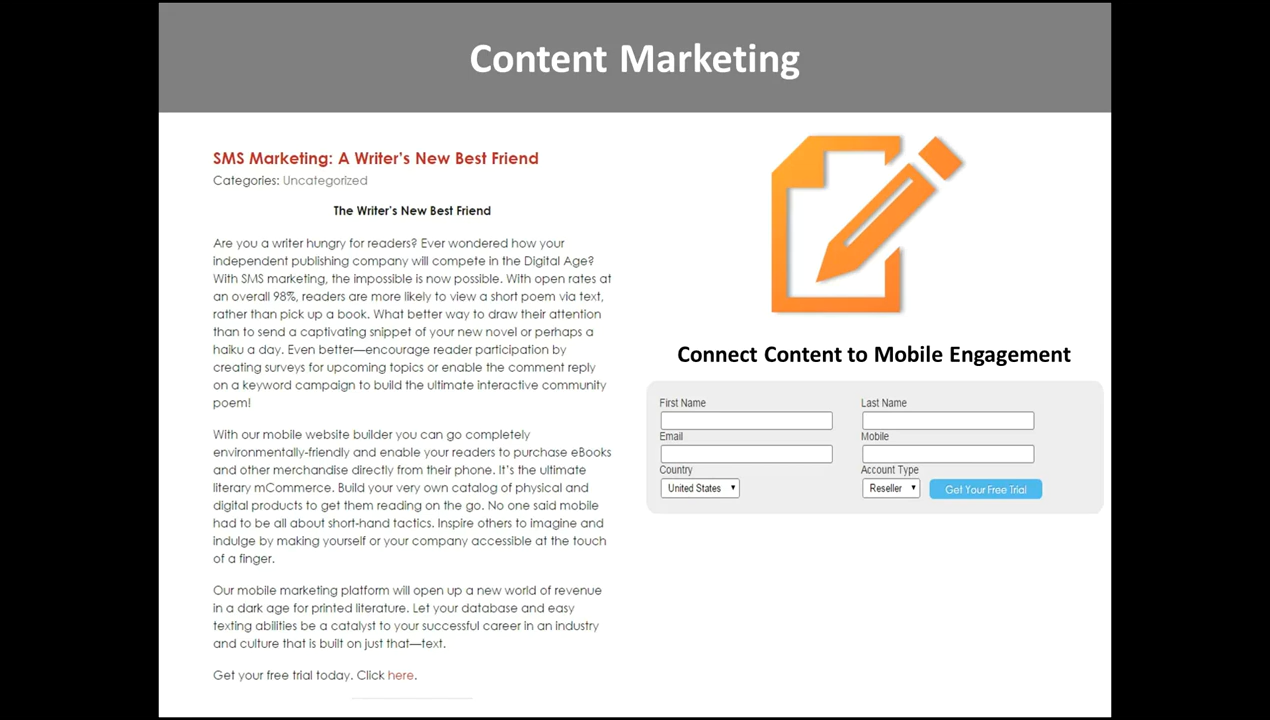 Content Marketing
SMS Marketing: A Writer's New Best Friend
Categories: Uncategorized
The Writer's New Best Friend
Are you a writer hungry for readers? Ever wondered how your
independent publishing company will compete in the Digital Age?
With SMS marketing, the impossible is now possible. With open rates at
an overall 98%, readers are more likely to view a short poem via text,
rather than pick up a book. What better way to draw their attention
than to send a captivating snippet of your new novel or perhaps a
haiku a day. Even better—encourage reader participation by
creating surveys for upcoming topics or enable the comment reply
on a keyword campaign to build the ultimate interactive community
poem!
With our mobile website builder you can go completely
environmentally-friendly and enable your readers to purchase eBooks
and other merchandise directly from their phone. It's the ultimate
literary mCommerce. Build your very own catalog of physical and
digital products to get them reading on the go. No one said mobile
had to be all about short-hand tactics. Inspire others to imagine and
indulge by making yourself or your company accessible at the touch
of a finger.
Our mobile marketing platform will open up a new world of revenue
in a dark age for printed literature. Let your database and easy
texting abilities be a catalyst to your successful career in an industry
and culture that is built on just that—text.
Get your free trial today. Click here.
Connect Content to Mobile Engagement
First Name Last Name
Email Mobile
Country Account Type
United States Reseller Get Your Free Trial